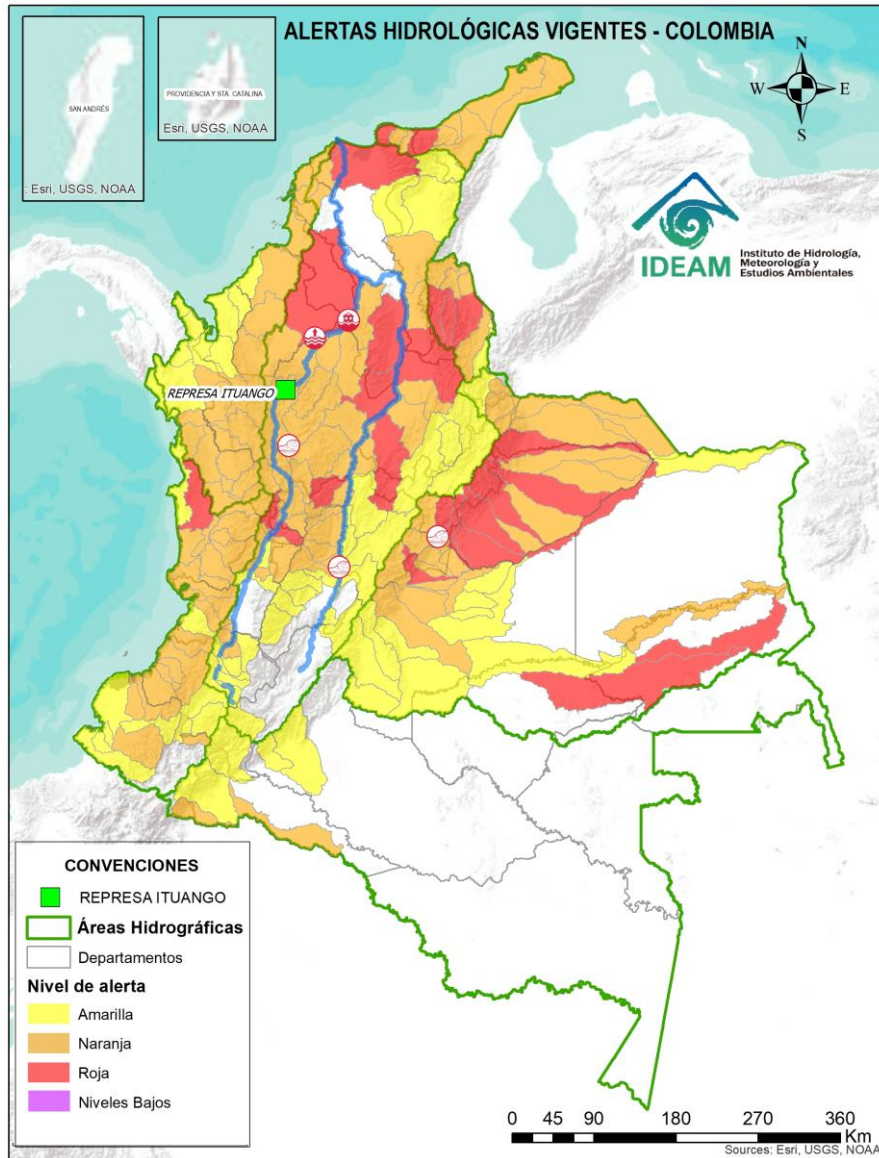 ALERTAS HIDROLÓGICAS VIGENTES - COLOMBIA
SAN ANDRÉS
: Esri, USGS, NOAA
PROVIDENCIA Y STA. CATALINA
Esri, USGS, NOAA
N
W
E
S
IDEAM
Instituto de Hidrología,
Meteorología y
Estudios Ambientales
REPRESA ITUANGO
CONVENCIONES
REPRESA ITUANGO
Áreas Hidrográficas
Departamentos
Nivel de alerta
Amarilla
Naranja
Roja
Niveles Bajos
0 45 90 180 270 360
Km
Sources: Esri, USGS, NOAA